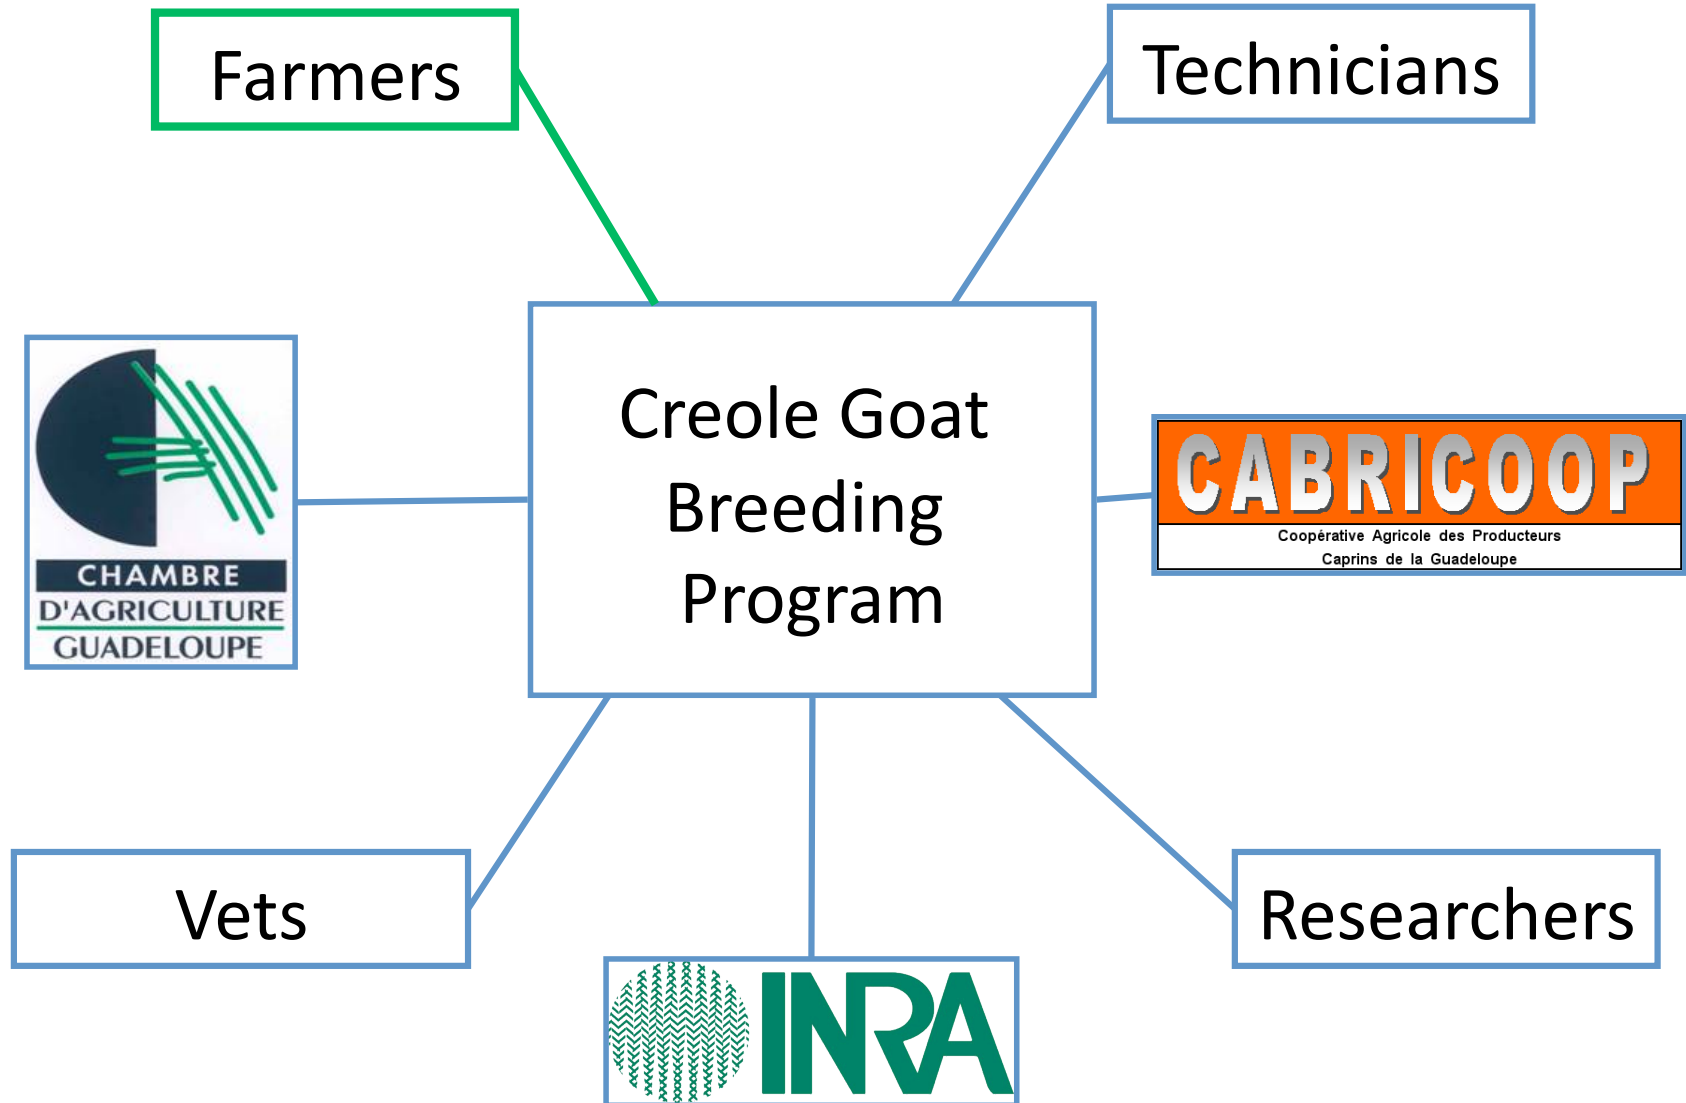 Farmers
Technicians
Creole Goat
Breeding
Program
CHAMBRE
D'AGRICULTURE
GUADELOUPE
CABRICOOP
Coopérative Agricole des Producteurs
Caprins de la Guadeloupe
Vets
INRA
Researchers